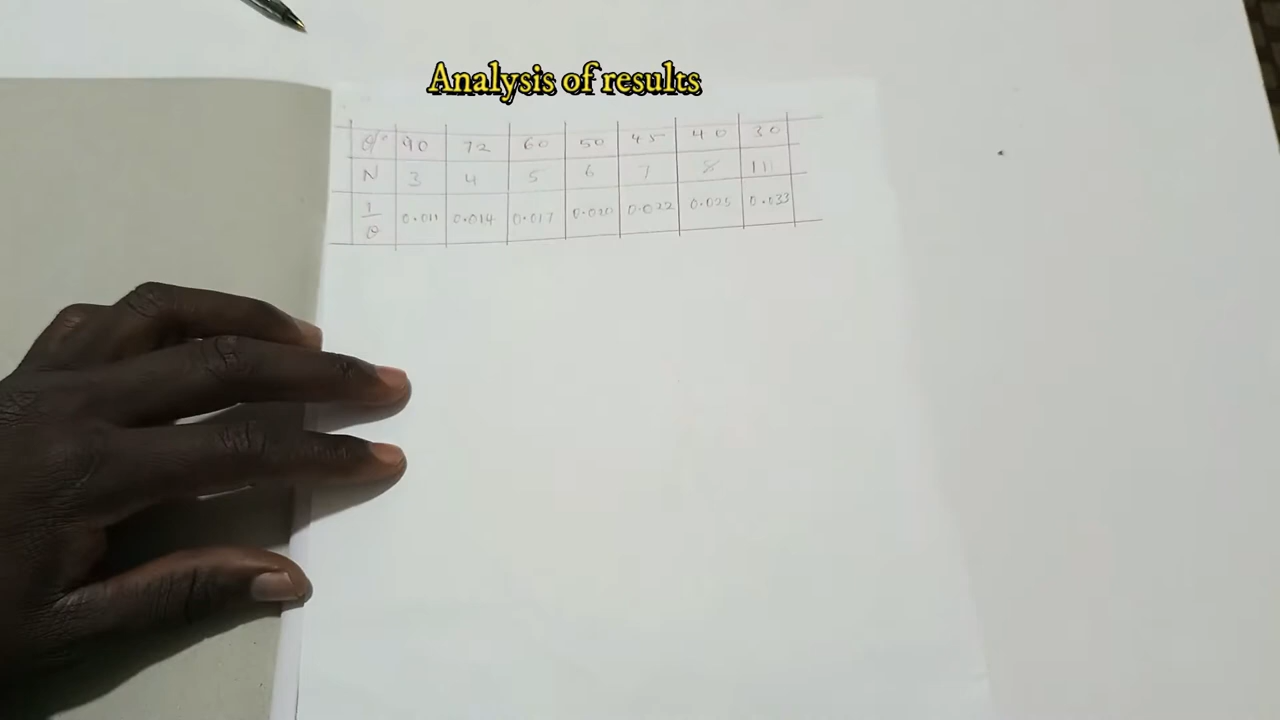 Analysis of results
θ° 90 72 60 50 45 40 30
N 3 4 5 6 7 8 11
1/θ 0.011 0.014 0.017 0.020 0.022 0.025 0.033